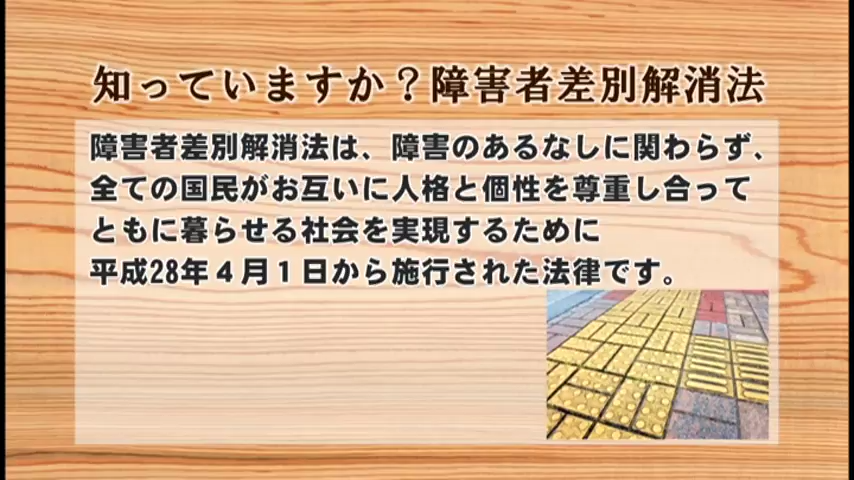 知っていますか？障害者差別解消法
障害者差別解消法は、障害のあるなしに関わらず、
全ての国民がお互いに人格と個性を尊重し合って
ともに暮らせる社会を実現するために
平成28年４月１日から施行された法律です。